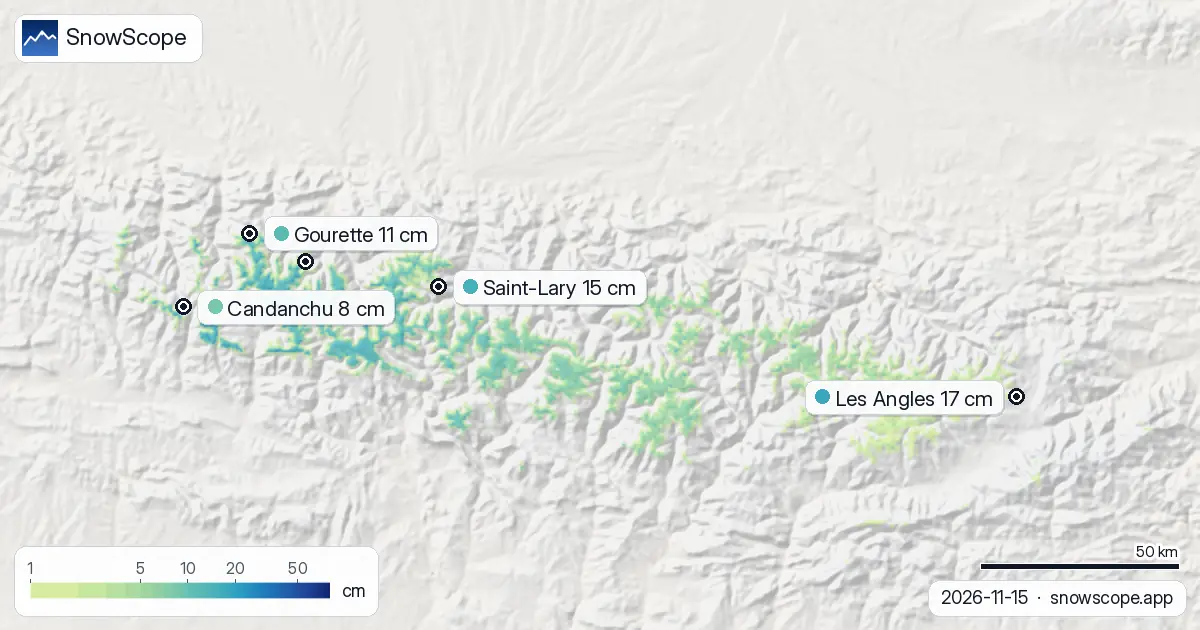 SnowScope
Gourette 11 cm
Saint-Lary 15 cm
Candanchu 8 cm
Les Angles 17 cm
1 5 10 20 50
cm
50 km
2026-11-15 · snowscope.app